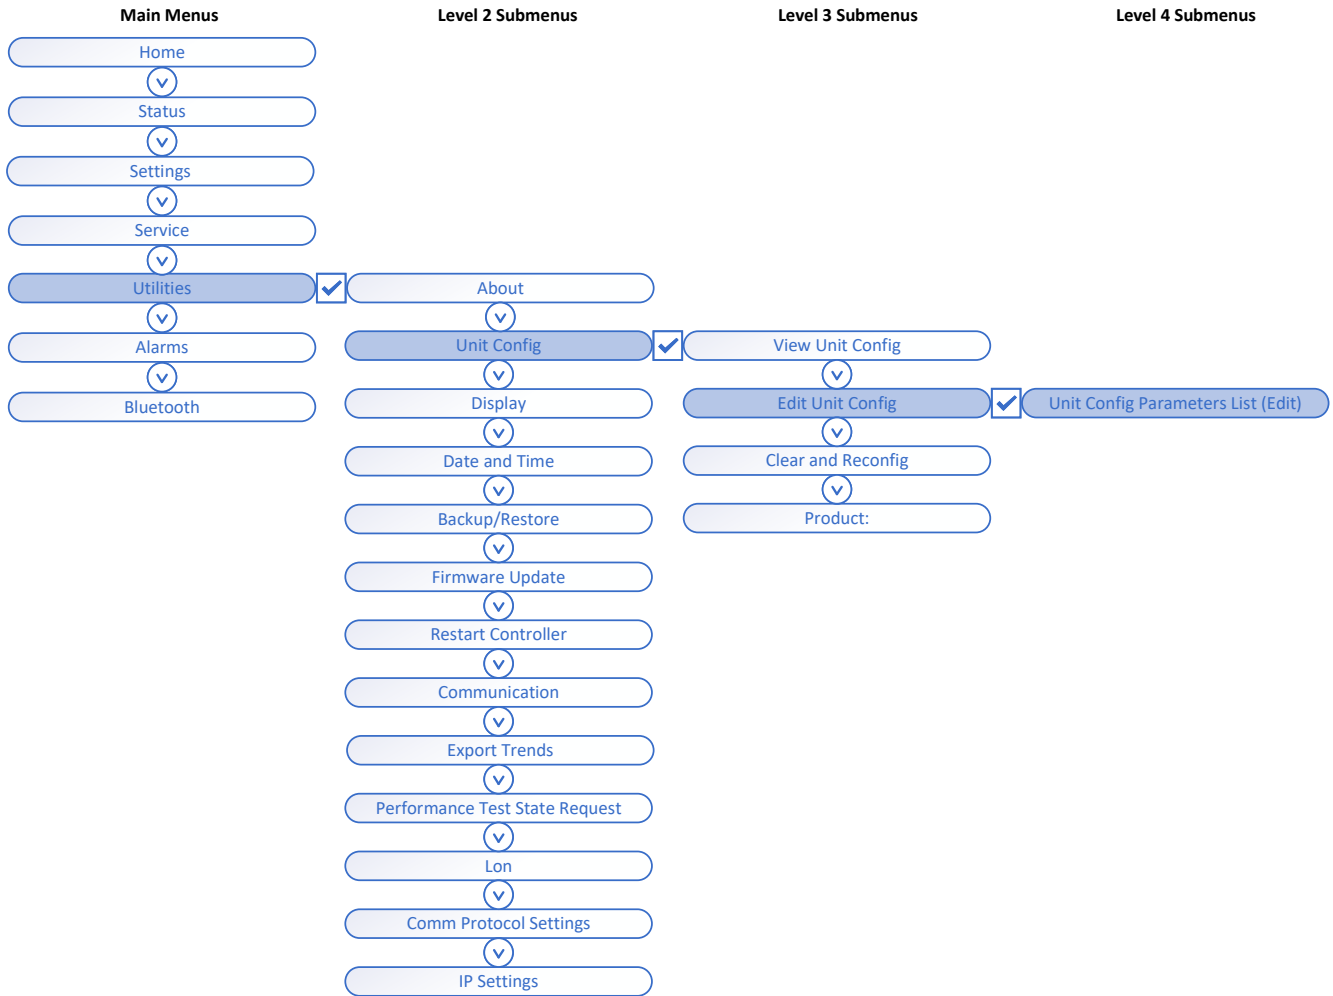 Main Menus
Level 2 Submenus
Level 3 Submenus
Level 4 Submenus
Home
Status
Settings
Service
Utilities
Alarms
Bluetooth
About
Unit Config
Display
Date and Time
Backup/Restore
Firmware Update
Restart Controller
Communication
Export Trends
Performance Test State Request
Lon
Comm Protocol Settings
IP Settings
View Unit Config
Edit Unit Config
Clear and Reconfig
Product:
Unit Config Parameters List (Edit)